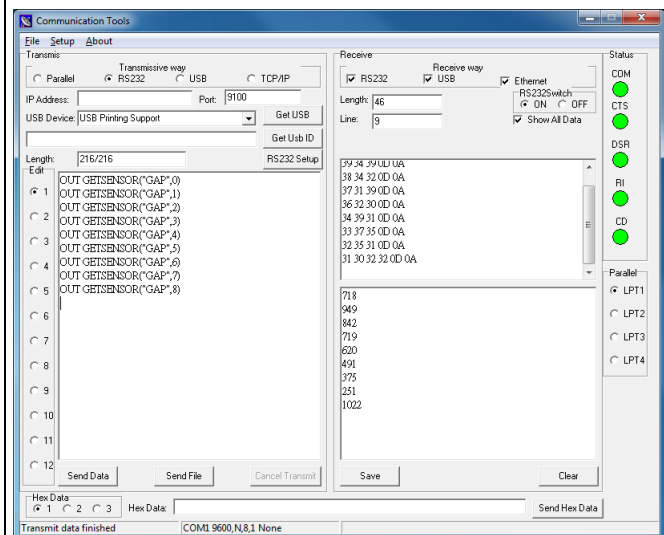 Communication Tools
File Setup About
Transmis
Transmissive way
Parallel RS232 USB TCP/IP
IP Address: Port: 9100
USB Device: USB Printing Support Get USB
Get Usb ID
Length: 216/216 RS232 Setup
Edit
1
2
3
4
5
6
7
8
9
10
11
12
OUT GETSENSOR("GAP",0)
OUT GETSENSOR("GAP",1)
OUT GETSENSOR("GAP",2)
OUT GETSENSOR("GAP",3)
OUT GETSENSOR("GAP",4)
OUT GETSENSOR("GAP",5)
OUT GETSENSOR("GAP",6)
OUT GETSENSOR("GAP",7)
OUT GETSENSOR("GAP",8)
Send Data Send File Cancel Transmit
Receive
Receive way
RS232 USB Ethernet
Length: 46
RS232Switch
ON OFF
Line: 9
Show All Data
39 34 39 0D 0A
38 34 32 0D 0A
37 31 39 0D 0A
36 32 30 0D 0A
34 39 31 0D 0A
33 37 35 0D 0A
32 35 31 0D 0A
31 30 32 32 0D 0A
718
949
842
719
620
491
375
251
1022
Save Clear
Status
COM
CTS
DSR
RI
CD
Parallel
LPT1
LPT2
LPT3
LPT4
Hex Data
1 2 3 Hex Data: Send Hex Data
Transmit data finished COM1 9600,N,8,1 None